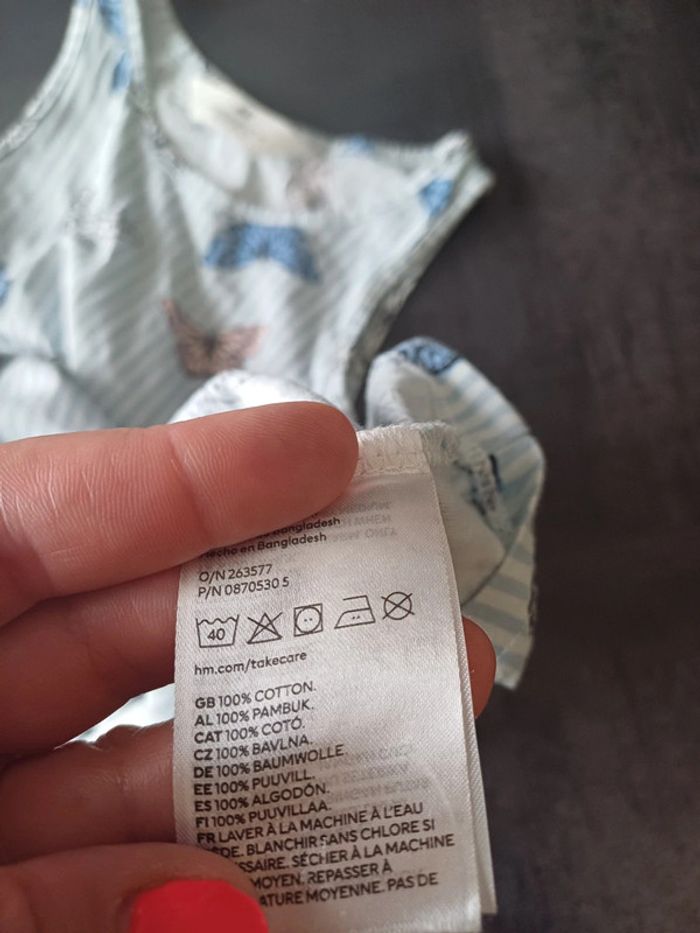 Bangladesh
Hecho en Bangladesh
O/N 263577
P/N 0870530 5
40
hm.com/takecare
GB 100% COTTON.
AL 100% PAMBUK.
CAT 100% COTÓ.
CZ 100% BAVLNA.
DE 100% BAUMWOLLE.
EE 100% PUUVILL.
ES 100% ALGODÓN.
FI 100% PUUVILLAA.
FR LAVER À LA MACHINE À L'EAU
BLANCHIR SANS CHLORE SI
SÉCHER À LA MACHINE
MOYEN. REPASSER À
MOYENNE. PAS DE